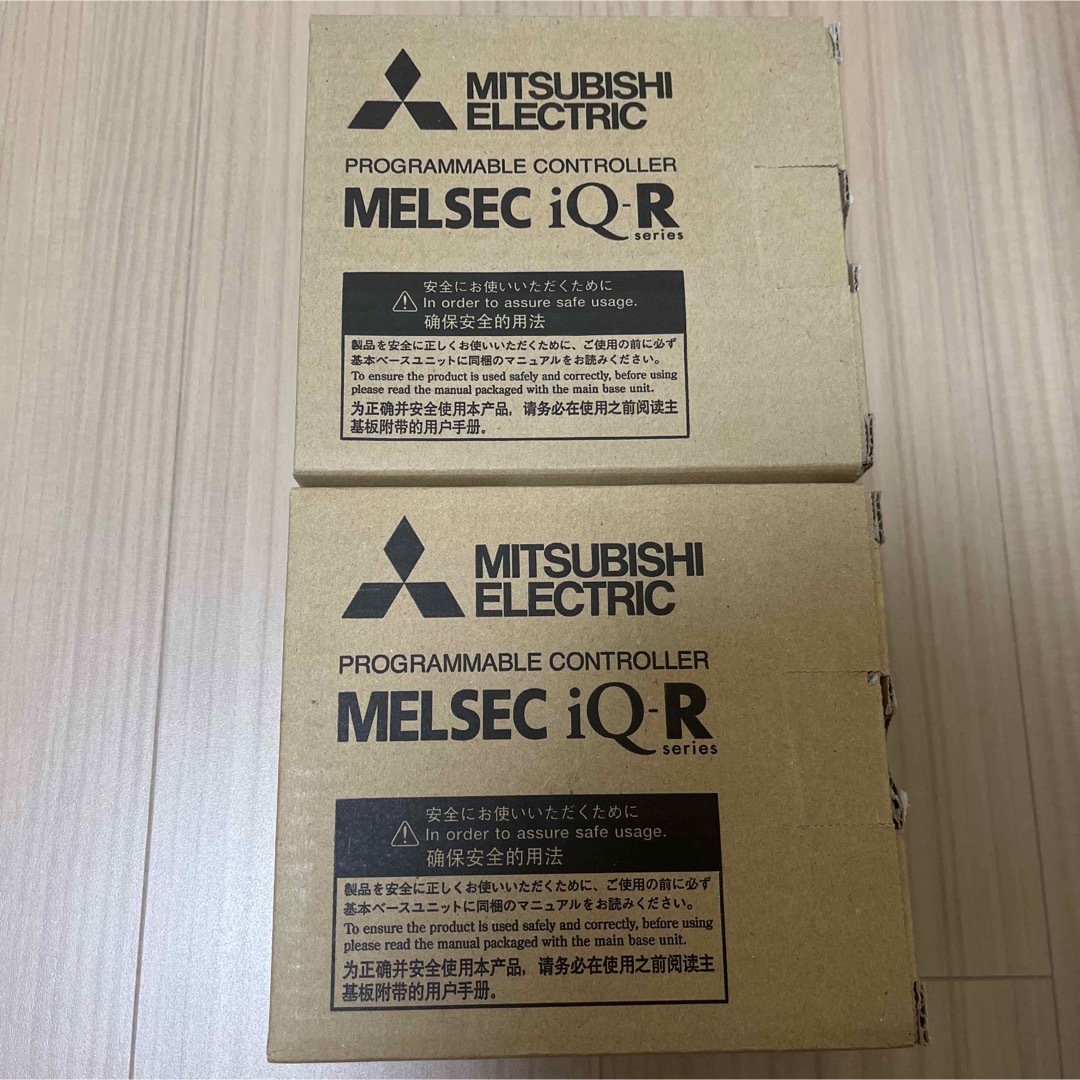 MITSUBISHI
ELECTRIC
PROGRAMMABLE CONTROLLER
MELSEC iQ-R
series
安全にお使いいただくために
In order to assure safe usage.
确保安全的用法
製品を安全に正しくお使いいただくために、ご使用の前に必ず
基本ベースユニットに同梱のマニュアルをお読みください。
To ensure the product is used safely and correctly, before using
please read the manual packaged with the main base unit.
为正确并安全使用本产品，请务必在使用之前阅读主
基板附带的用户手册。
MITSUBISHI
ELECTRIC
PROGRAMMABLE CONTROLLER
MELSEC iQ-R
series
安全にお使いいただくために
In order to assure safe usage.
确保安全的用法
製品を安全に正しくお使いいただくために、ご使用の前に必ず
基本ベースユニットに同梱のマニュアルをお読みください。
To ensure the product is used safely and correctly, before using
please read the manual packaged with the main base unit.
为正确并安全使用本产品，请务必在使用之前阅读主
基板附带的用户手册。